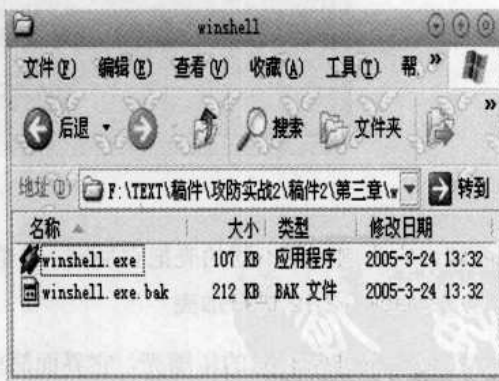 winshell
文件(F) 编辑(E) 查看(V) 收藏(A) 工具(T) 帮 »
后退 搜索 文件夹 »
地址(D) F:\TEXT\稿件\攻防实战2\稿件2\第三章\w 转到
名称 大小 类型 修改日期
winshell.exe 107 KB 应用程序 2005-3-24 13:32
winshell.exe.bak 212 KB BAK 文件 2005-3-24 13:32